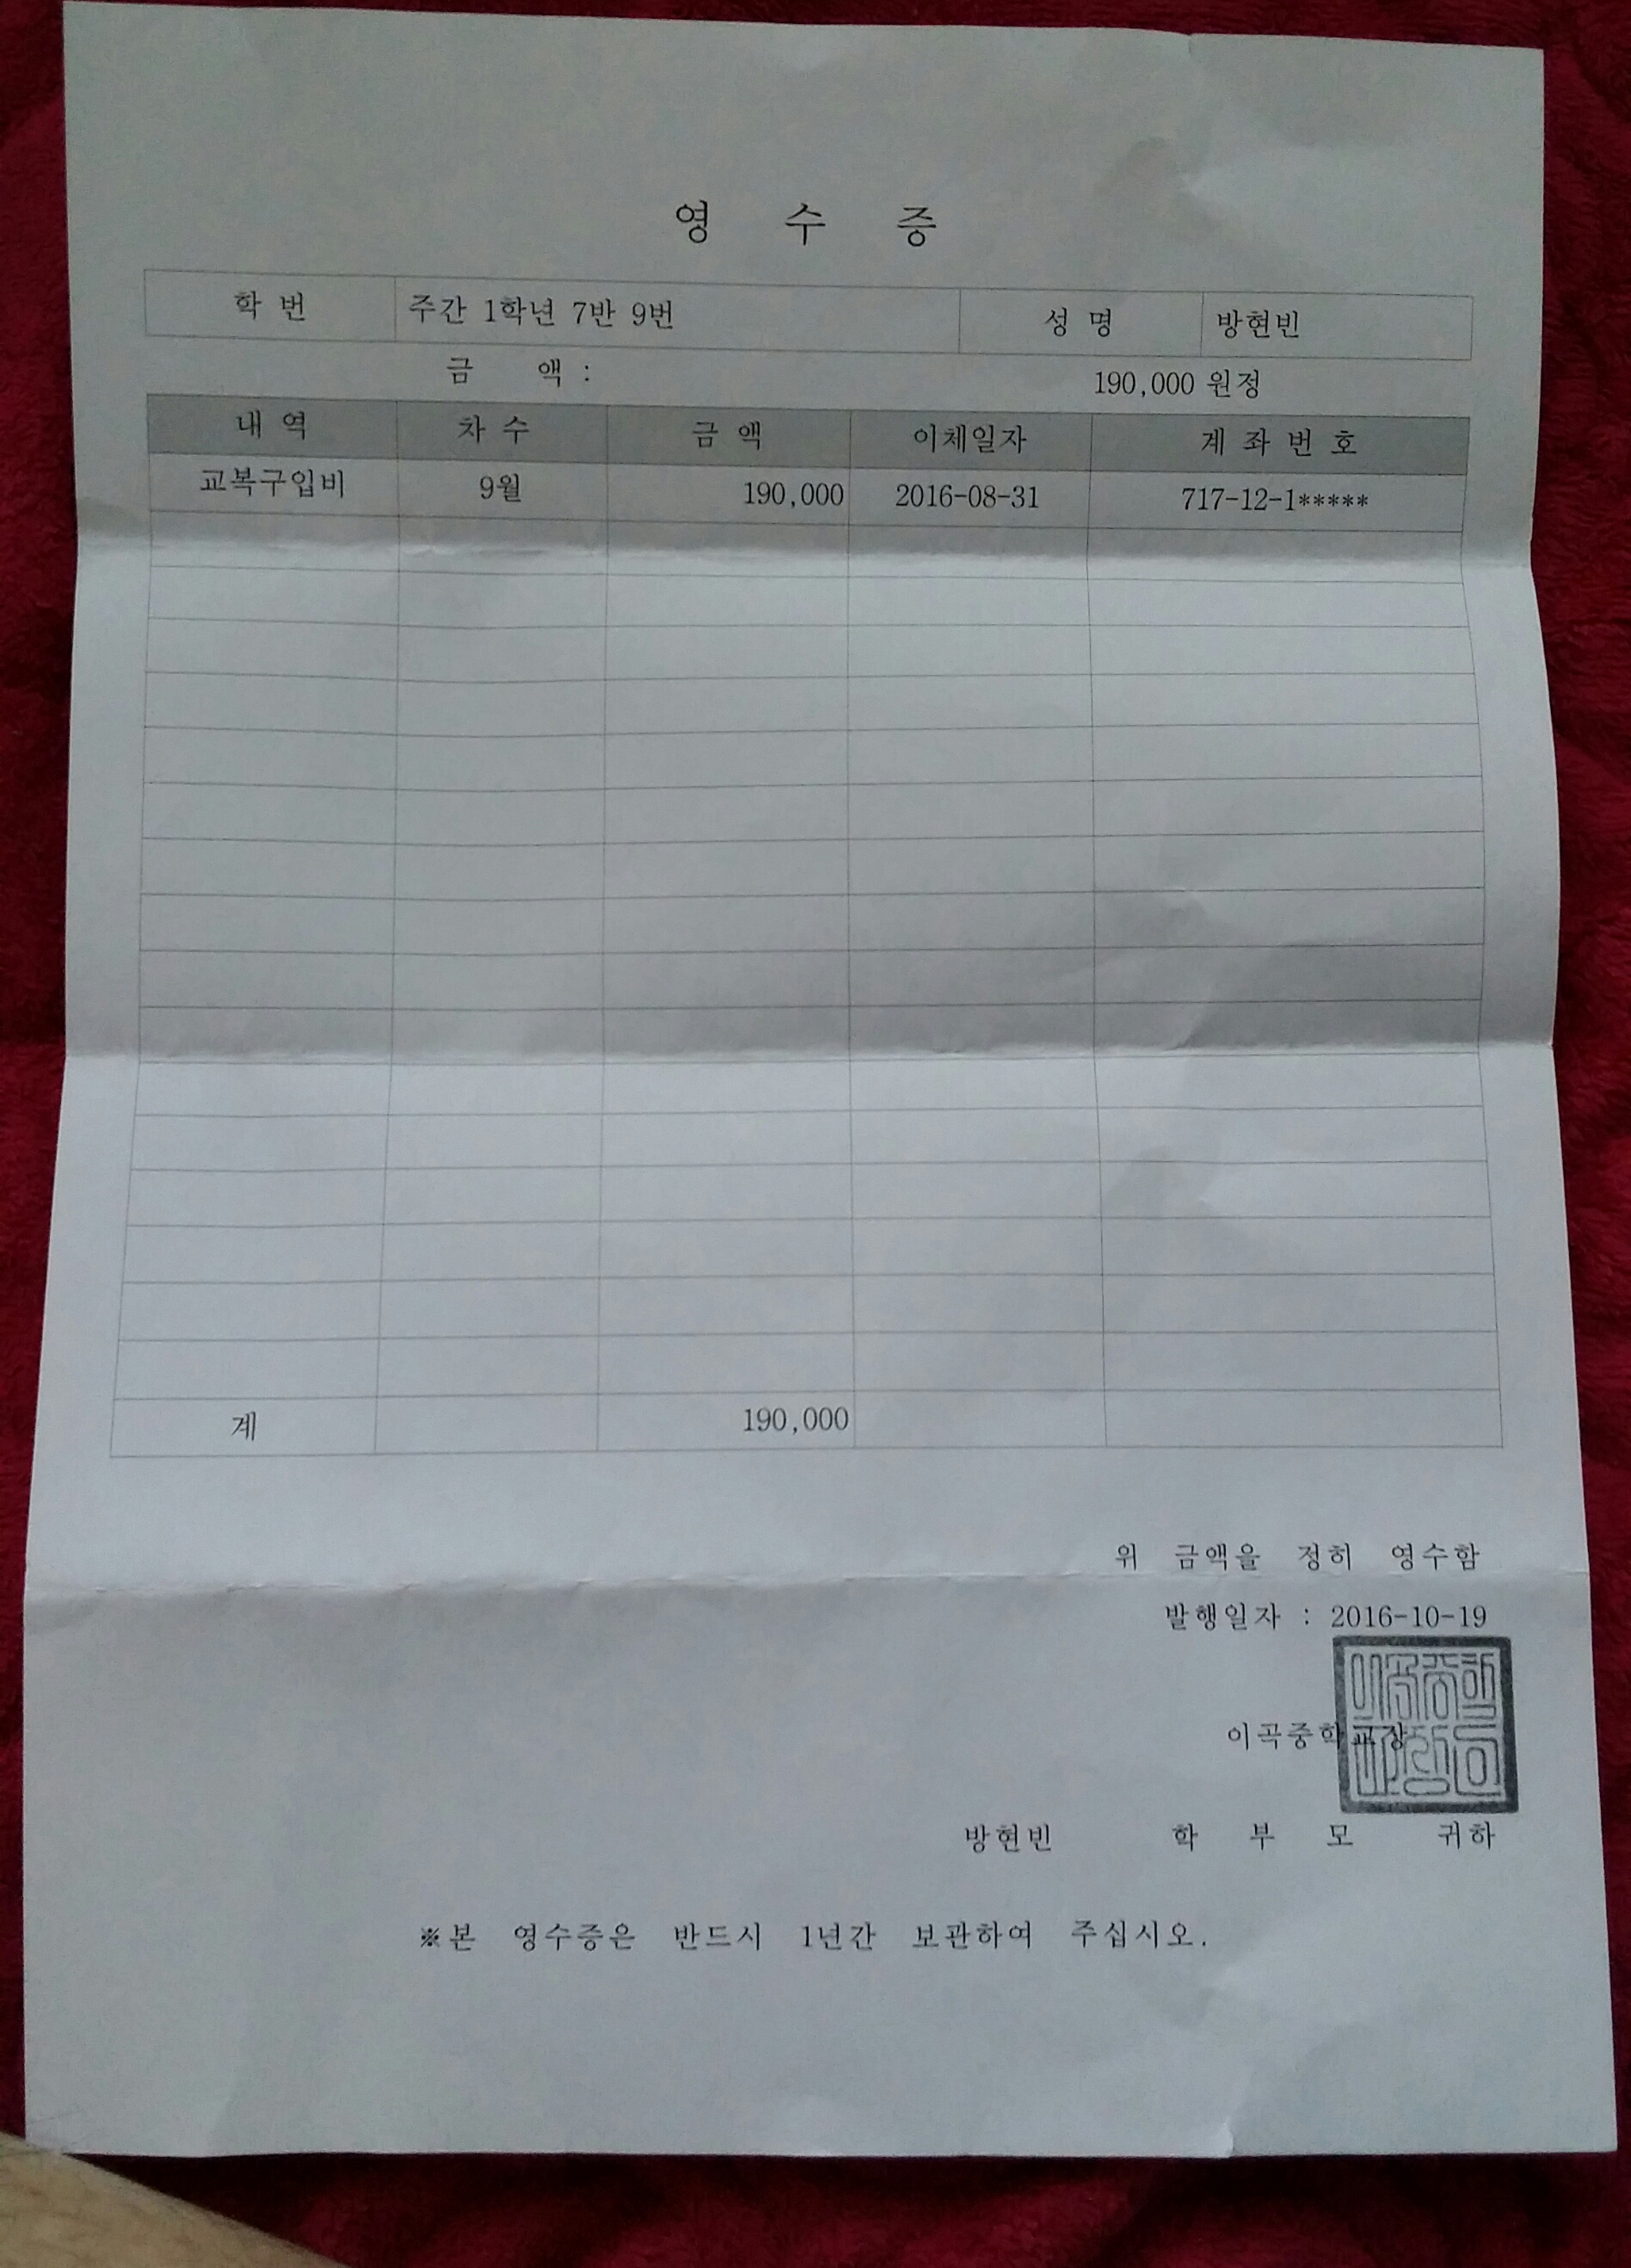 영 수 증
학 번 주간 1학년 7반 9번 성 명 방현빈
금 액 : 190,000 원정
내 역 차 수 금 액 이체일자 계 좌 번 호
교복구입비 9월 190,000 2016-08-31 717-12-1*****
계 190,000
위 금액을 정히 영수함
발행일자 : 2016-10-19
이곡중학교장
방현빈 학 부 모 귀하
※본 영수증은 반드시 1년간 보관하여 주십시오.